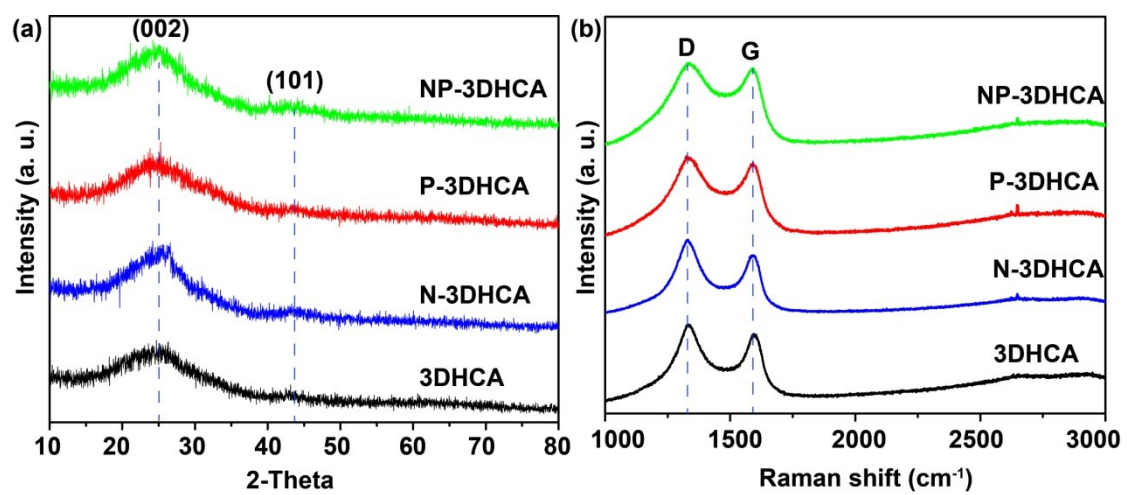 (a)
(002)
(101)
NP-3DHCA
P-3DHCA
N-3DHCA
3DHCA
Intensity (a. u.)
10 20 30 40 50 60 70 80
2-Theta
(b)
D G
NP-3DHCA
P-3DHCA
N-3DHCA
3DHCA
Intensity (a. u.)
1000 1500 2000 2500 3000
Raman shift (cm⁻¹)